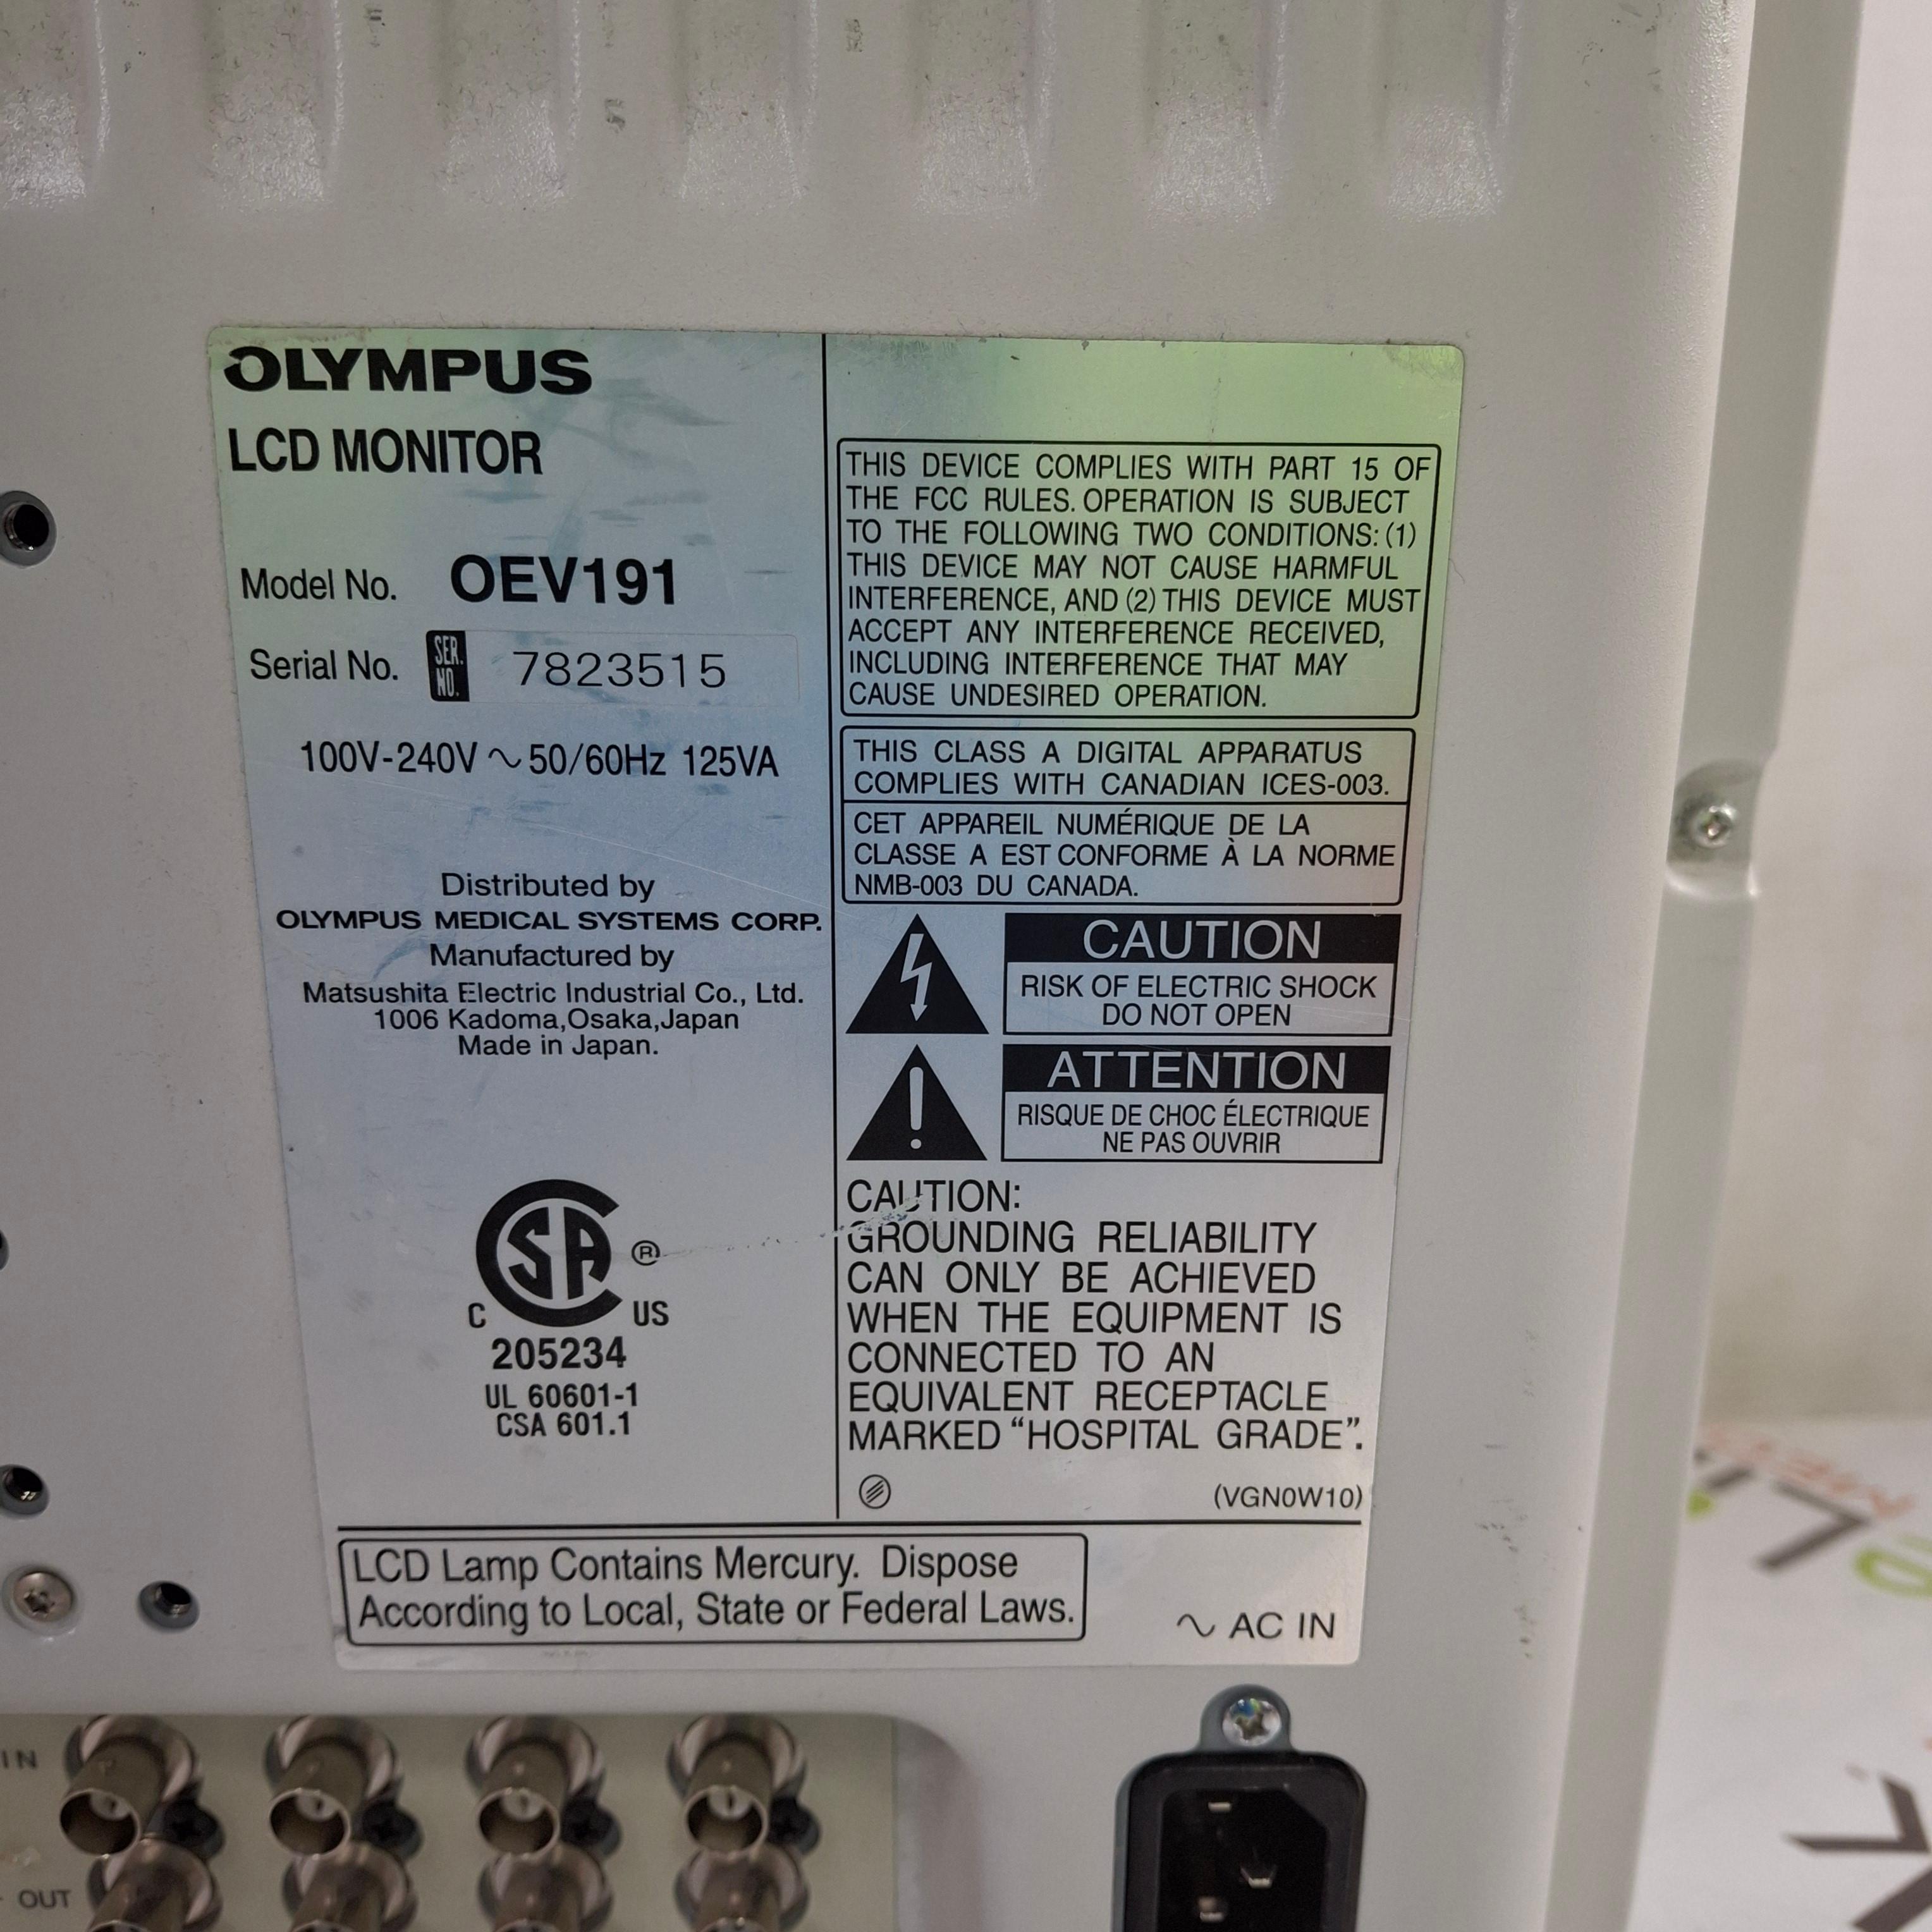 OLYMPUS
LCD MONITOR
Model No. OEV191
Serial No. SER. NO. 7823515
100V-240V ~ 50/60Hz 125VA
Distributed by
OLYMPUS MEDICAL SYSTEMS CORP.
Manufactured by
Matsushita Electric Industrial Co., Ltd.
1006 Kadoma,Osaka,Japan
Made in Japan.
CSA ®
C US
205234
UL 60601-1
CSA 601.1
THIS DEVICE COMPLIES WITH PART 15 OF
THE FCC RULES. OPERATION IS SUBJECT
TO THE FOLLOWING TWO CONDITIONS: (1)
THIS DEVICE MAY NOT CAUSE HARMFUL
INTERFERENCE, AND (2) THIS DEVICE MUST
ACCEPT ANY INTERFERENCE RECEIVED,
INCLUDING INTERFERENCE THAT MAY
CAUSE UNDESIRED OPERATION.
THIS CLASS A DIGITAL APPARATUS
COMPLIES WITH CANADIAN ICES-003.
CET APPAREIL NUMÉRIQUE DE LA
CLASSE A EST CONFORME À LA NORME
NMB-003 DU CANADA.
CAUTION
RISK OF ELECTRIC SHOCK
DO NOT OPEN
ATTENTION
RISQUE DE CHOC ÉLECTRIQUE
NE PAS OUVRIR
CAUTION:
GROUNDING RELIABILITY
CAN ONLY BE ACHIEVED
WHEN THE EQUIPMENT IS
CONNECTED TO AN
EQUIVALENT RECEPTACLE
MARKED “HOSPITAL GRADE”.
(VGN0W10)
LCD Lamp Contains Mercury. Dispose
According to Local, State or Federal Laws.
~ AC IN
IN
OUT